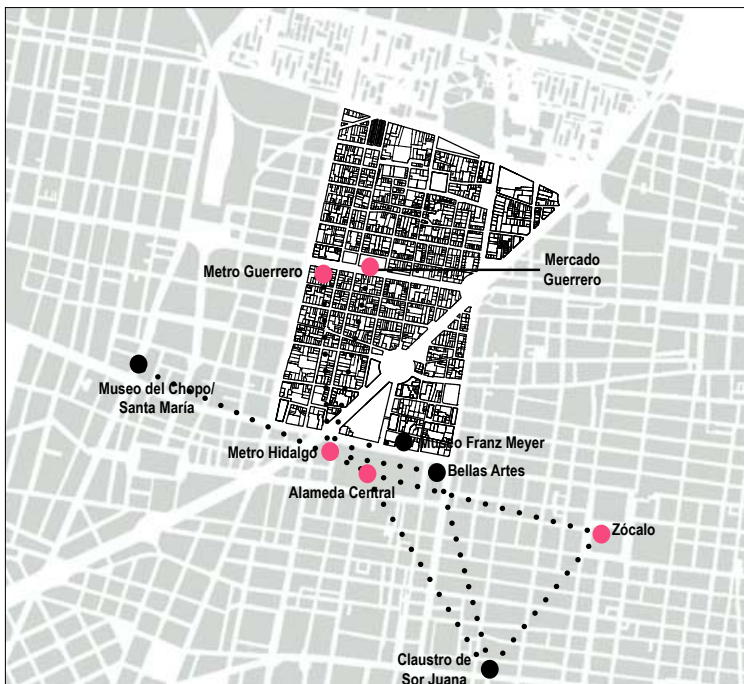 Mercado
Guerrero
Metro Guerrero
Museo del Chopo/
Santa María
Museo Franz Meyer
Metro Hidalgo
Bellas Artes
Alameda Central
Zócalo
Claustro de
Sor Juana